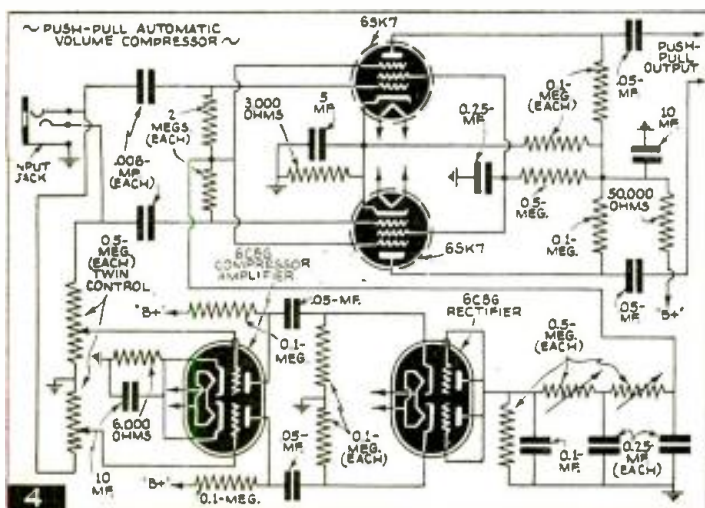 ~ PUSH-PULL AUTOMATIC
VOLUME COMPRESSOR ~
6SK7
PUSH-
PULL
OUTPUT
.05-
MF.
0.1-
MEG.
(EACH)
10
MF.
2
MEGS.
(EACH)
3,000
OHMS
5
MF.
0.25-
MF.
INPUT
JACK
.006-
MF.
(EACH)
0.5-
MEG.
50,000
OHMS
0.1-
MEG.
6SK7
.05-
MF.
"B+"
0.5-
MEG.
(EACH)
TWIN
CONTROL
6C8G
COMPRESSOR
AMPLIFIER
"B+"
.05-MF.
0.1-
MEG.
6C8G
RECTIFIER
0.5-
MEG.
(EACH)
6,000
OHMS
10
MF.
0.1-
MEG.
(EACH)
.05-
MF.
"B+"
0.1-MEG.
0.1-
MF.
0.25-
MF.
(EACH)
4